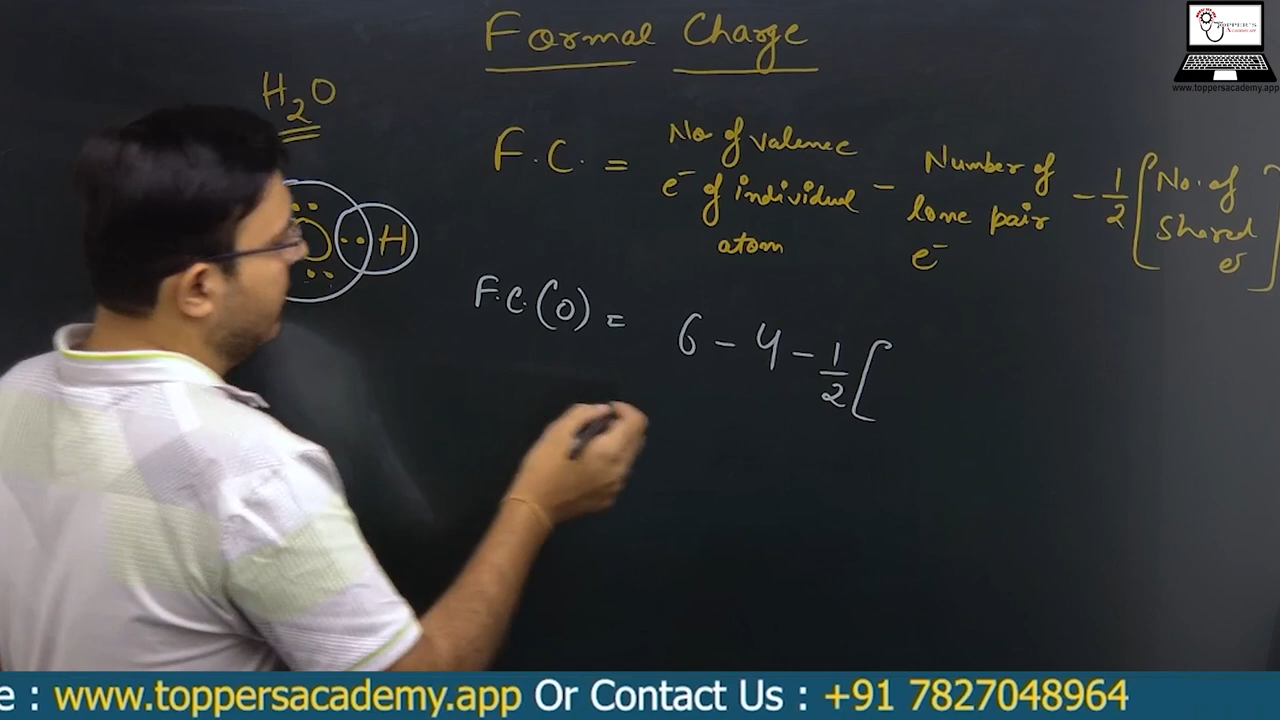 Formal Charge
TOPPER'S
www.toppersacademy.app
H₂O
F.C. = No of valence e⁻ of individual atom - Number of lone pair e⁻ - 1/2 [No. of Shared e⁻]
O
H
F.C.(O) = 6 - 4 - 1/2 [
e : www.toppersacademy.app Or Contact Us : +91 7827048964